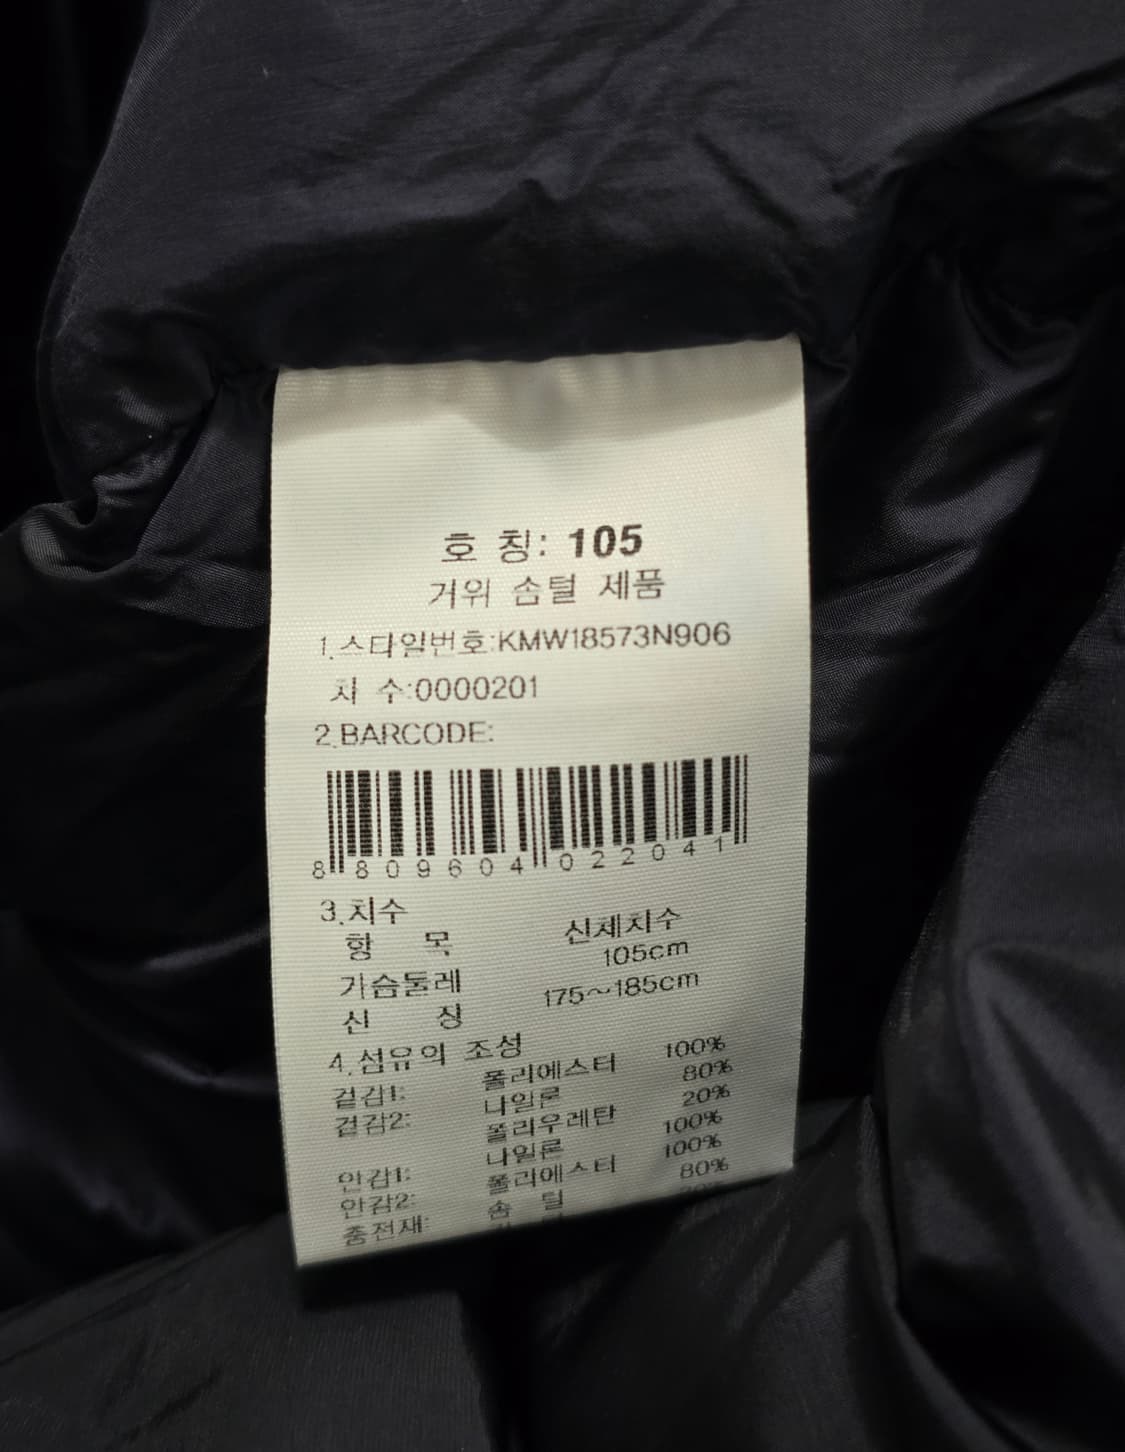 호 칭: 105
거위 솜털 제품
1.스타일번호:KMW18573N906
치 수:0000201
2.BARCODE:
8 809604 022041
3.치수
항 목 신체치수
가슴둘레 105cm
신 장 175~185cm
4.섬유의 조성
겉감1: 폴리에스터 100%
겉감2: 나일론 80%
폴리우레탄 20%
안감1: 나일론 100%
안감2: 폴리에스터 100%
충전재: 솜 털 80%